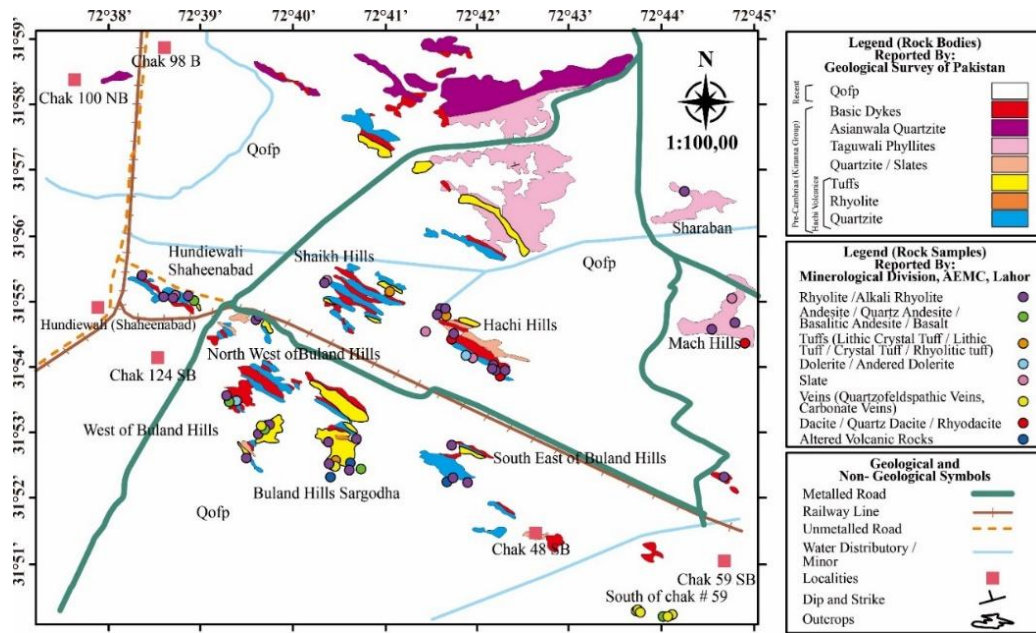 72°38' 72°39' 72°40' 72°41' 72°42' 72°43' 72°44' 72°45'
31°59'
31°58'
31°57'
31°56'
31°55'
31°54'
31°53'
31°52'
31°51'
Chak 98 B
Chak 100 NB
Qofp
N
1:100,00
Sharaban
Hundiewali
Shaheenabad
Shaikh Hills
Qofp
Hundiewali (Shaheenabad)
Hachi Hills
Mach Hills
Chak 124 SB
North West of Buland Hills
West of Buland Hills
South East of Buland Hills
Buland Hills Sargodha
Qofp
Chak 48 SB
Chak 59 SB
South of chak # 59
Legend (Rock Bodies)
Reported By:
Geological Survey of Pakistan
Recent
Pre-Cambrian (Kirana Group)
Hachi Volcanics
Qofp
Basic Dykes
Asianwala Quartzite
Taguwali Phyllites
Quartzite / Slates
Tuffs
Rhyolite
Quartzite
Legend (Rock Samples)
Reported By:
Minerological Division, AEMC, Lahor
Rhyolite /Alkali Rhyolite
Andesite / Quartz Andesite /
Basalitic Andesite / Basalt
Tuffs (Lithic Crystal Tuff / Lithic
Tuff / Crystal Tuff / Rhyolitic tuff)
Dolerite / Andered Dolerite
Slate
Veins (Quartzofeldspathic Veins,
Carbonate Veins)
Dacite / Quartz Dacite / Rhyodacite
Altered Volcanic Rocks
Geological and
Non- Geological Symbols
Metalled Road
Railway Line
Unmetalled Road
Water Distributory /
Minor
Localities
Dip and Strike
Outcrops